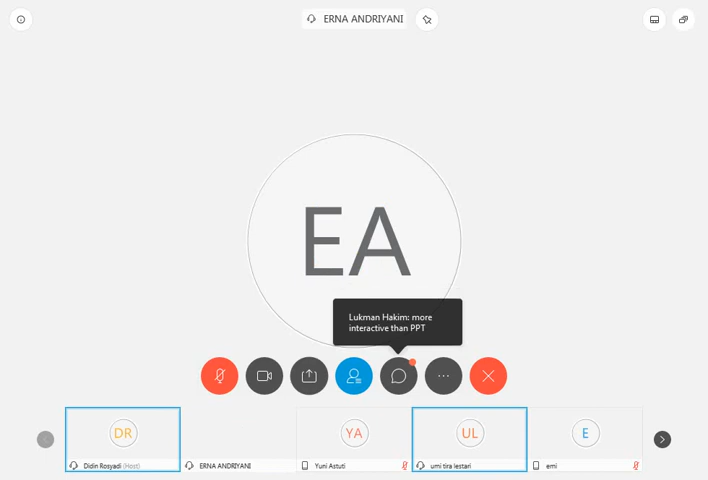 ERNA ANDRIYANI
EA
Lukman Hakim: more
interactive than PPT
DR
YA
UL
E
Didin Rosyadi (Host)
ERNA ANDRIYANI
Yuni Astuti
umi tira lestari
emi